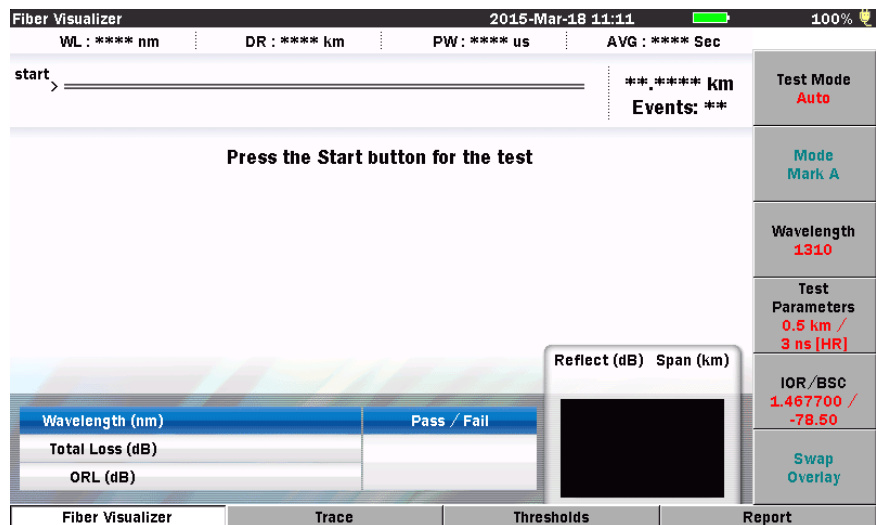 Fiber Visualizer 2015-Mar-18 11:11 100%
WL : **** nm DR : **** km PW : **** us AVG : **** Sec
start
**.**** km
Events: **
Press the Start button for the test
Test Mode
Auto
Mode
Mark A
Wavelength
1310
Test
Parameters
0.5 km /
3 ns [HR]
IOR/BSC
1.467700 /
-78.50
Swap
Overlay
Reflect (dB) Span (km)
Wavelength (nm) Pass / Fail
Total Loss (dB)
ORL (dB)
Fiber Visualizer Trace Thresholds Report